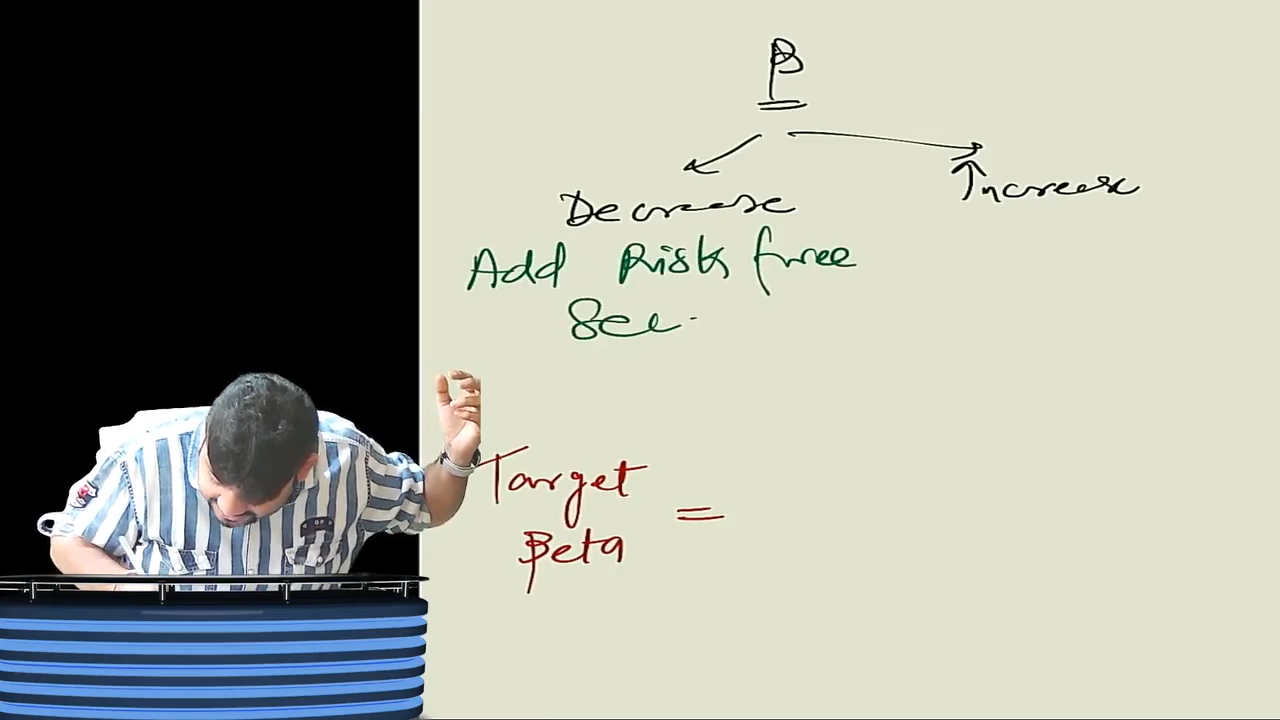 β
Decrease
Increase
Add Risk free
Sec.
Target
Beta =